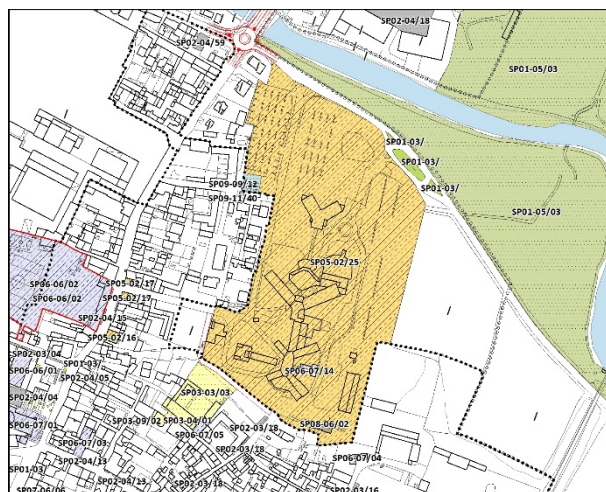 SP02-04/18
SP02-04/59
SP01-05/03
SP01-03/
SP01-03/
SP09-09/12
SP01-03/
SP09-11/40
SP01-05/03
SP05-02/25
SP06-06/02
SP05-02/17
SP06-06/02
SP05-02/17
SP02-04/15
I
I
SP05-02/16
SP02-03/04
SP01-03/
SP06-06/01
SP02-04/05
SP06-07/14
SP03-03/03
SP02-04/04
SP03-09/02
SP03-04/01
SP08-06/02
I
SP06-07/01
SP06-07/05
SP02-03/18
SP06-07/03
SP02-03/18
SP06-07/04
SP02-04/13
SP01-03/
SP02-04/13
SP02-03/18
SP02-03/16
SP07-06/06